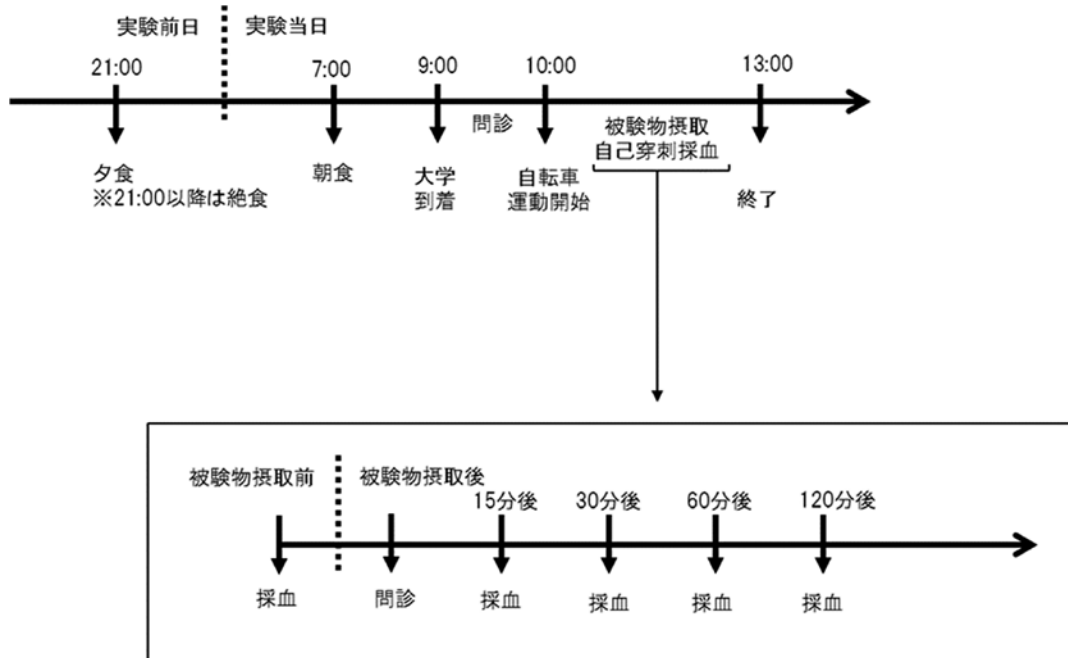 実験前日
実験当日
21:00
7:00
9:00
10:00
13:00
問診
被験物摂取
自己穿刺採血
夕食
※21:00以降は絶食
朝食
大学
到着
自転車
運動開始
終了
被験物摂取前
被験物摂取後
15分後
30分後
60分後
120分後
採血
問診
採血
採血
採血
採血